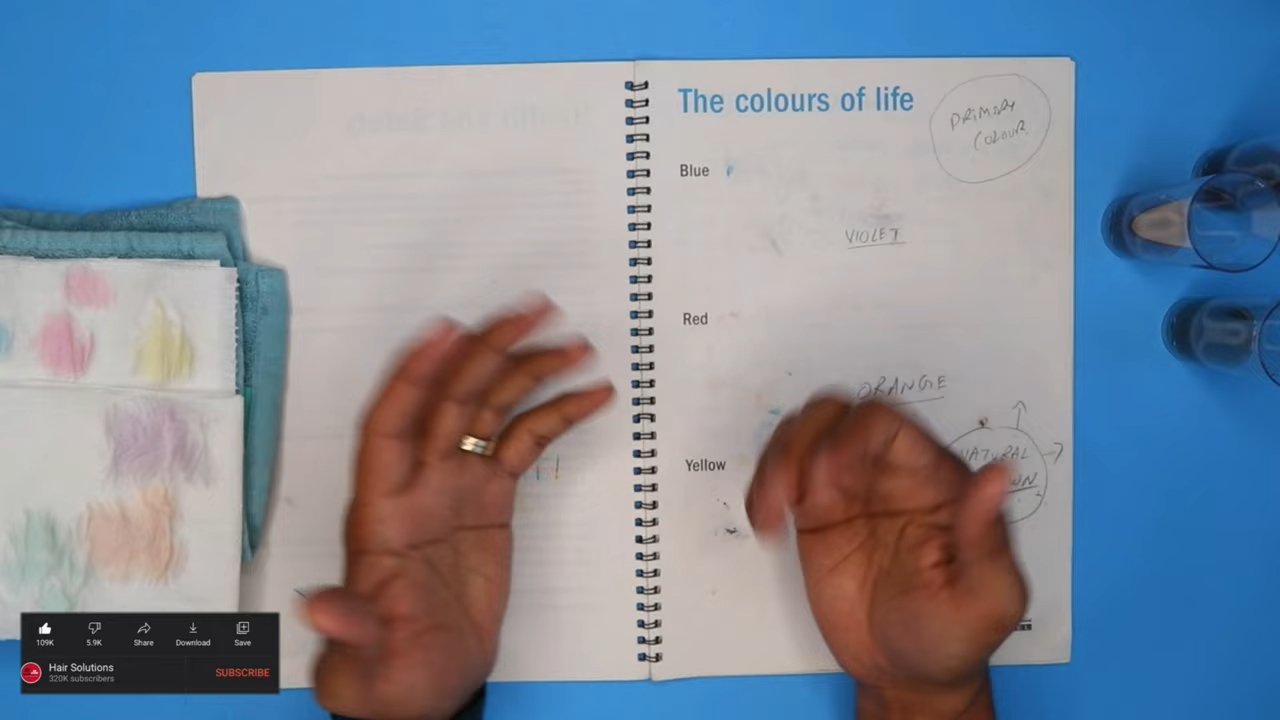 The colours of life
PRIMARY
COLOUR
Blue
VIOLET
Red
ORANGE
NATURAL
Yellow
109K
5.9K
Share
Download
Save
Hair Solutions
320K subscribers
SUBSCRIBE